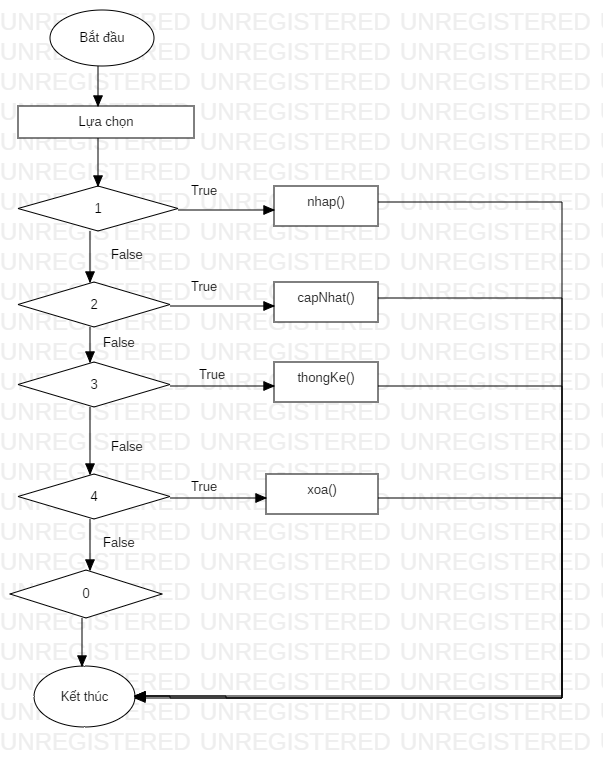 Bắt đầu
Lựa chọn
1
True
nhap()
False
2
True
capNhat()
False
3
True
thongKe()
False
4
True
xoa()
False
0
Kết thúc
UNREGISTERED UNREGISTERED UNREGISTERED